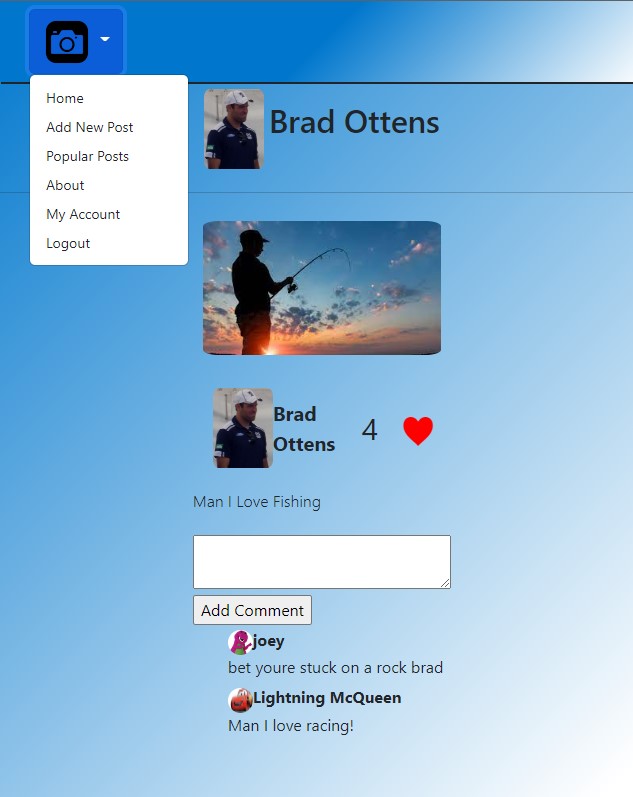 Home
Add New Post
Popular Posts
About
My Account
Logout
Brad Ottens
Brad
Ottens
4
Man I Love Fishing
Add Comment
joey
bet youre stuck on a rock brad
Lightning McQueen
Man I love racing!